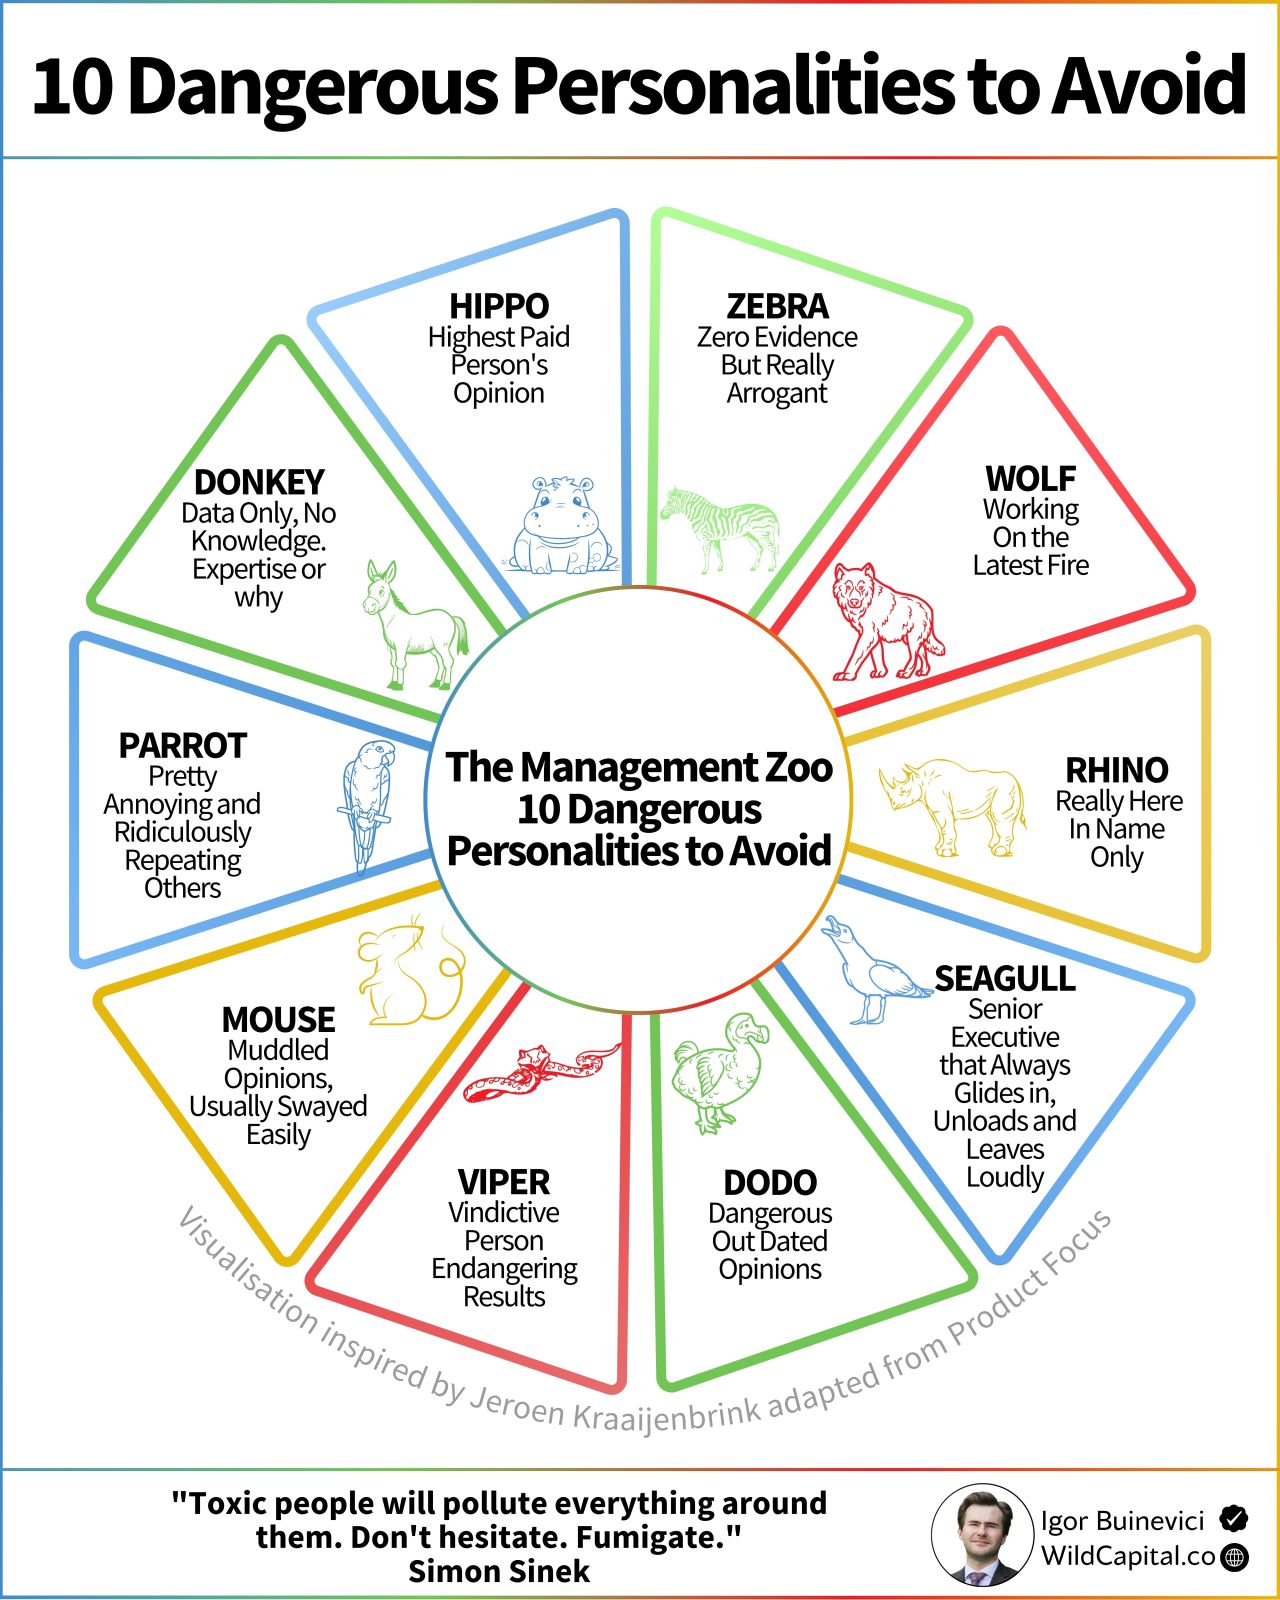 10 Dangerous Personalities to Avoid
HIPPO
Highest Paid
Person's
Opinion
ZEBRA
Zero Evidence
But Really
Arrogant
WOLF
Working
On the
Latest Fire
RHINO
Really Here
In Name
Only
SEAGULL
Senior
Executive
that Always
Glides in,
Unloads and
Leaves
Loudly
DODO
Dangerous
Out Dated
Opinions
VIPER
Vindictive
Person
Endangering
Results
MOUSE
Muddled
Opinions,
Usually Swayed
Easily
PARROT
Pretty
Annoying and
Ridiculously
Repeating
Others
DONKEY
Data Only, No
Knowledge.
Expertise or
why
The Management Zoo
10 Dangerous
Personalities to Avoid
Visualisation inspired by Jeroen Kraaijenbrink adapted from Product Focus
"Toxic people will pollute everything around
them. Don't hesitate. Fumigate."
Simon Sinek
Igor Buinevici
WildCapital.co